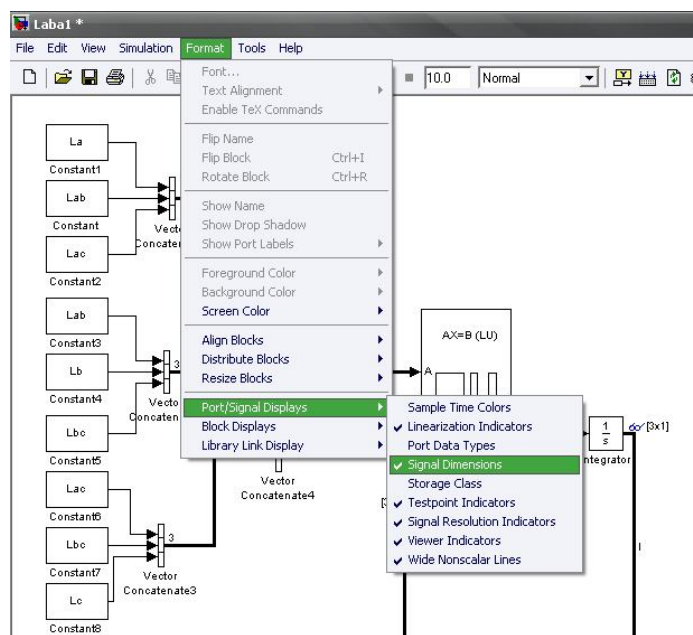 Laba1 *
File Edit View Simulation Format Tools Help
10.0 Normal
Font...
Text Alignment
Enable TeX Commands
Flip Name
Flip Block Ctrl+I
Rotate Block Ctrl+R
Show Name
Show Drop Shadow
Show Port Labels
Foreground Color
Background Color
Screen Color
Align Blocks
Distribute Blocks
Resize Blocks
Port/Signal Displays
Block Displays
Library Link Display
Sample Time Colors
Linearization Indicators
Port Data Types
Signal Dimensions
Storage Class
Testpoint Indicators
Signal Resolution Indicators
Viewer Indicators
Wide Nonscalar Lines
La
Constant1
Lab
Constant
Lac
Constant2
Lab
Constant3
Lb
Constant4
Lbc
Constant5
Lac
Constant6
Lbc
Constant7
Lc
Constant8
3
3
Vector
Concatenate3
Vector
Concatenate4
AX=B (LU)
A
1
s
[3x1]
I